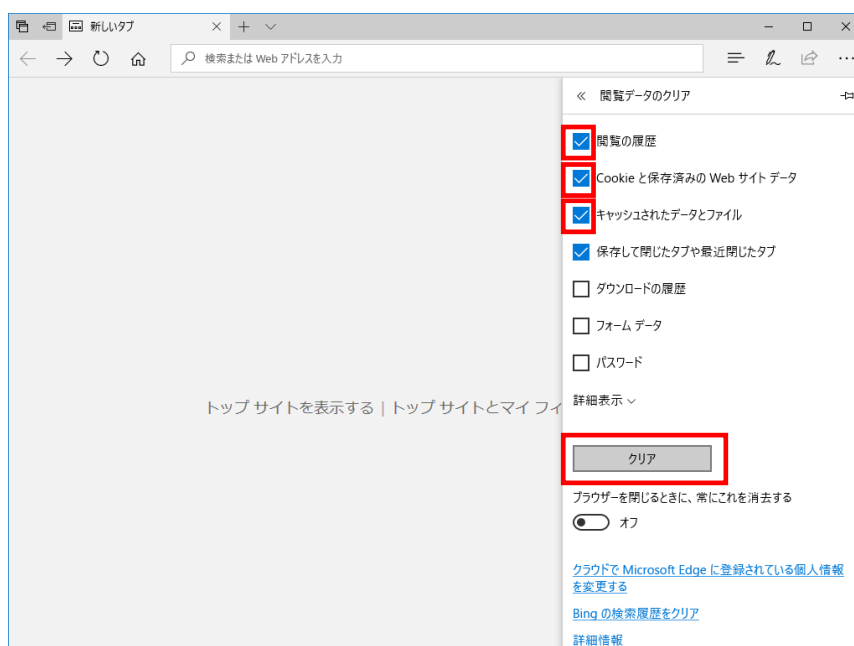 新しいタブ
検索または Web アドレスを入力
閲覧データのクリア
閲覧の履歴
Cookie と保存済みの Web サイト データ
キャッシュされたデータとファイル
保存して閉じたタブや最近閉じたタブ
ダウンロードの履歴
フォーム データ
パスワード
トップ サイトを表示する | トップ サイトとマイ フィ
詳細表示
クリア
ブラウザーを閉じるときに、常にこれを消去する
オフ
クラウドで Microsoft Edge に登録されている個人情報
を変更する
Bing の検索履歴をクリア
詳細情報